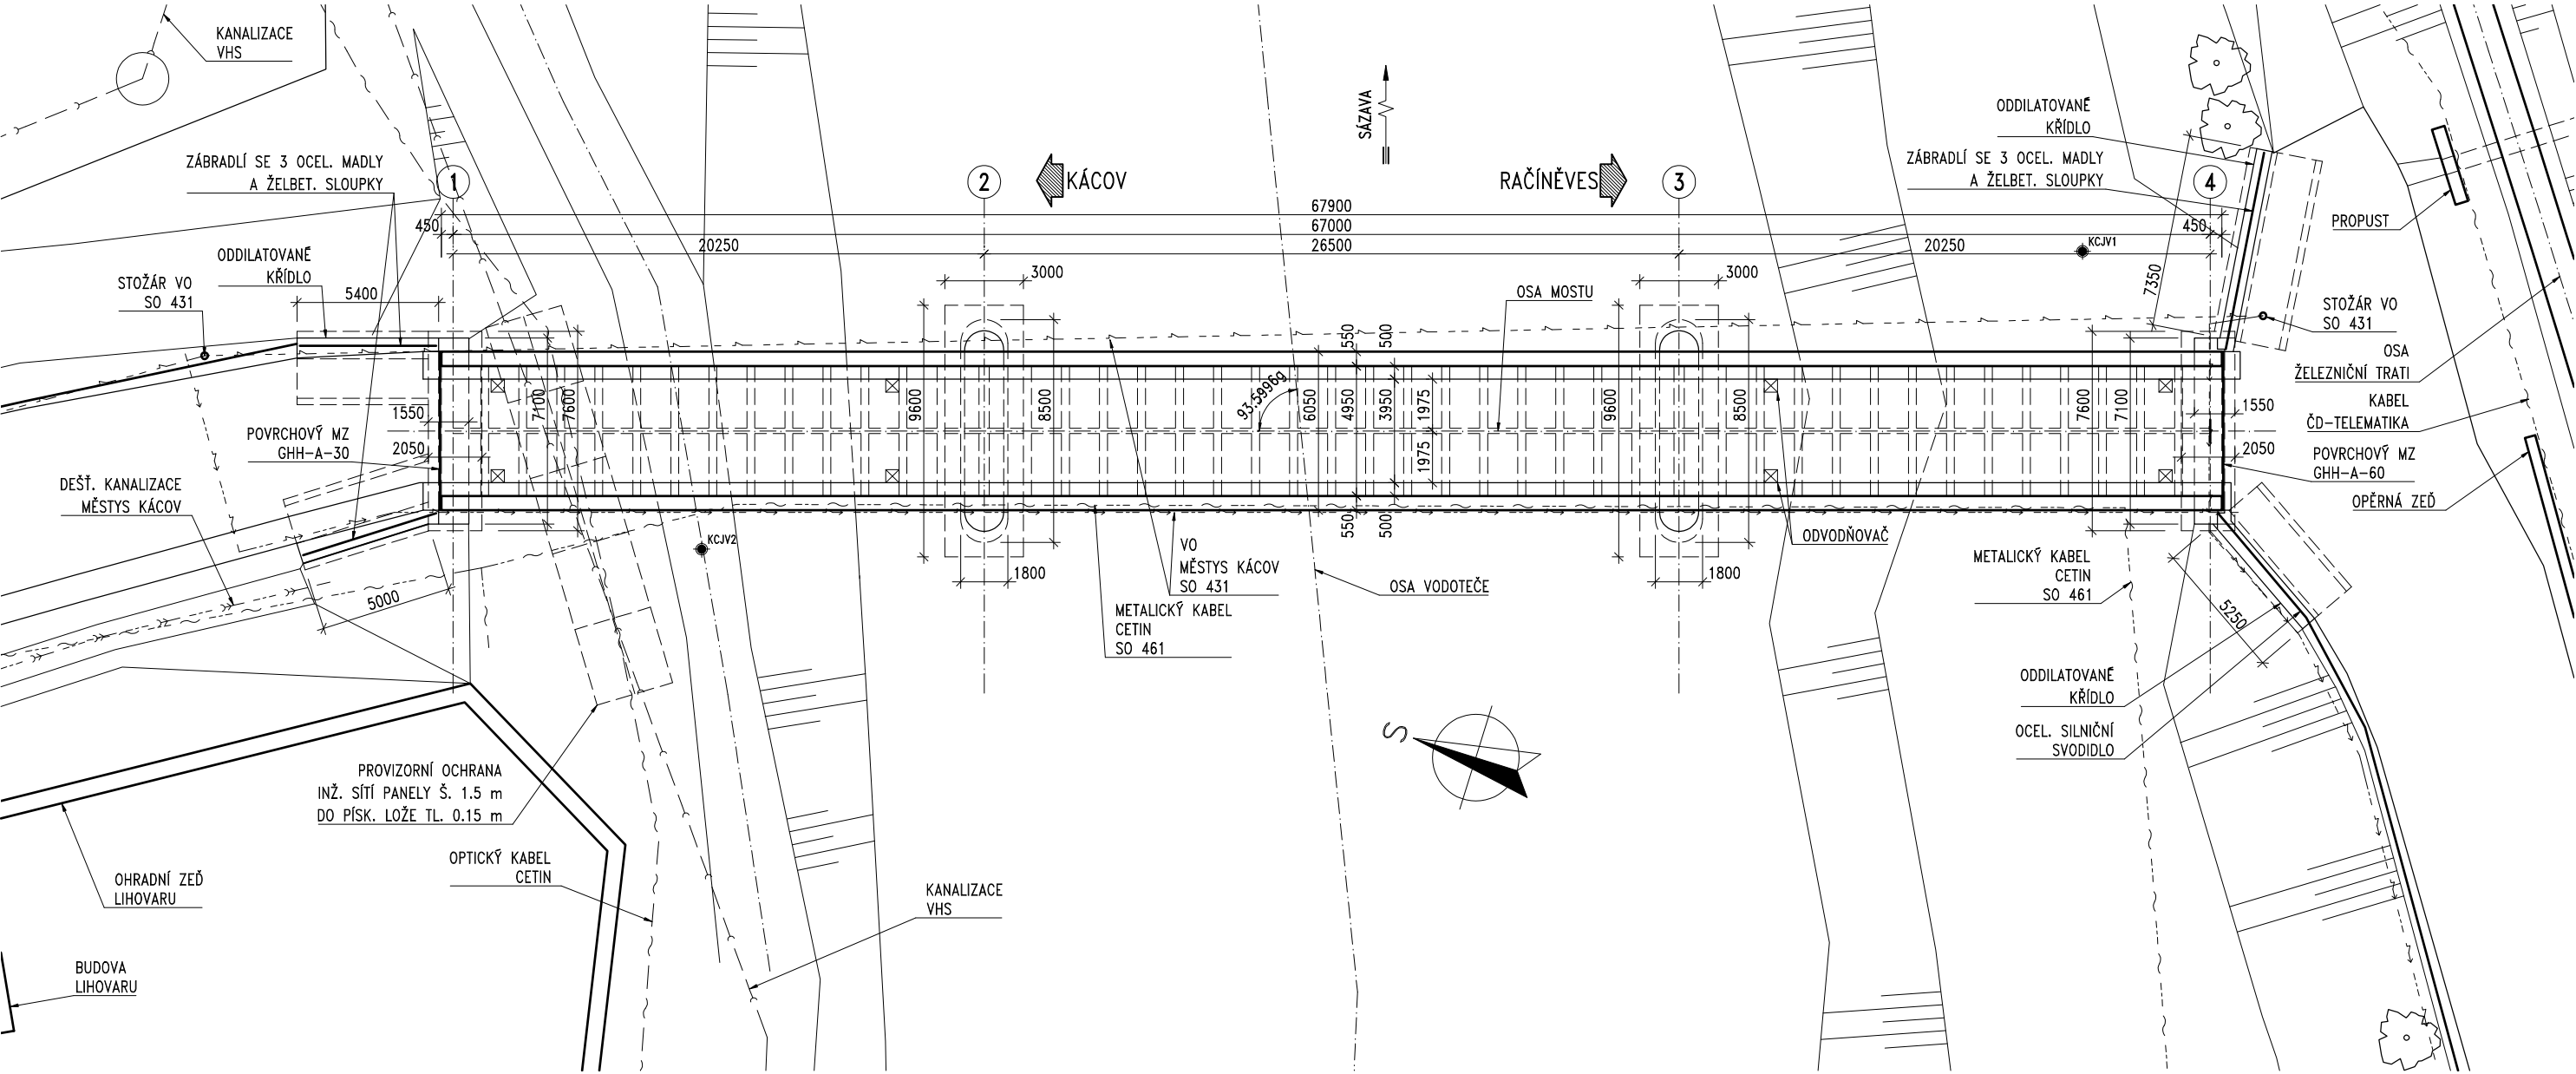 KANALIZACE
VHS
ZÁBRADLÍ SE 3 OCEL. MADLY
A ŽELBET. SLOUPKY
1
2
KÁCOV
SÁZAVA
RAČÍNĚVES
3
4
ODDILATOVANÉ
KŘÍDLO
ZÁBRADLÍ SE 3 OCEL. MADLY
A ŽELBET. SLOUPKY
PROPUST
67900
450
67000
450
20250
26500
20250
KCJV1
ODDILATOVANÉ
KŘÍDLO
STOŽÁR VO
SO 431
5400
3000
OSA MOSTU
3000
7350
STOŽÁR VO
SO 431
OSA
ŽELEZNIČNÍ TRATI
550
500
1550
7100
7600
9600
8500
93.5996g
6050
4950
3950
1975
1975
9600
8500
7600
7100
1550
KABEL
ČD-TELEMATIKA
POVRCHOVÝ MZ
GHH-A-30
2050
2050
POVRCHOVÝ MZ
GHH-A-60
DEŠŤ. KANALIZACE
MĚSTYS KÁCOV
OPĚRNÁ ZEĎ
550
500
KCJV2
ODVODŇOVAČ
5000
1800
VO
MĚSTYS KÁCOV
SO 431
OSA VODOTEČE
1800
METALICKÝ KABEL
CETIN
SO 461
METALICKÝ KABEL
CETIN
SO 461
5250
ODDILATOVANÉ
KŘÍDLO
OCEL. SILNIČNÍ
SVODIDLO
S
PROVIZORNÍ OCHRANA
INŽ. SÍTÍ PANELY Š. 1.5 m
DO PÍSK. LOŽE TL. 0.15 m
OPTICKÝ KABEL
CETIN
OHRADNÍ ZEĎ
LIHOVARU
KANALIZACE
VHS
BUDOVA
LIHOVARU